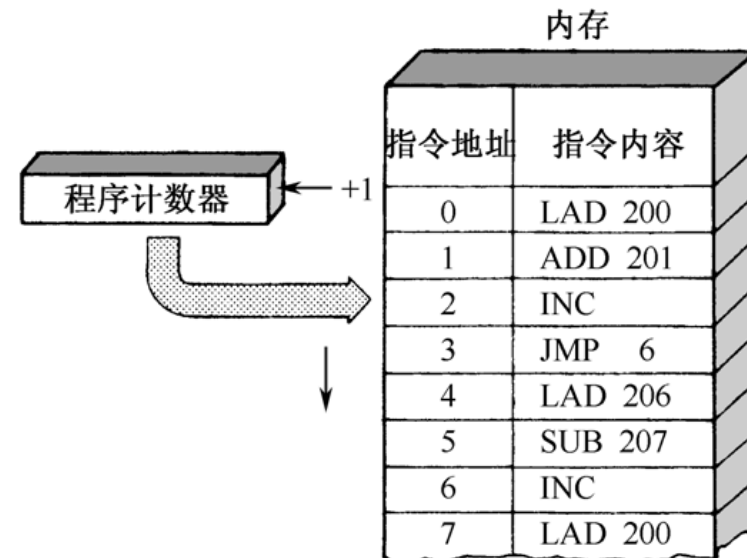 内存
指令地址 指令内容
程序计数器 +1
0 LAD 200
1 ADD 201
2 INC
3 JMP 6
4 LAD 206
5 SUB 207
6 INC
7 LAD 200